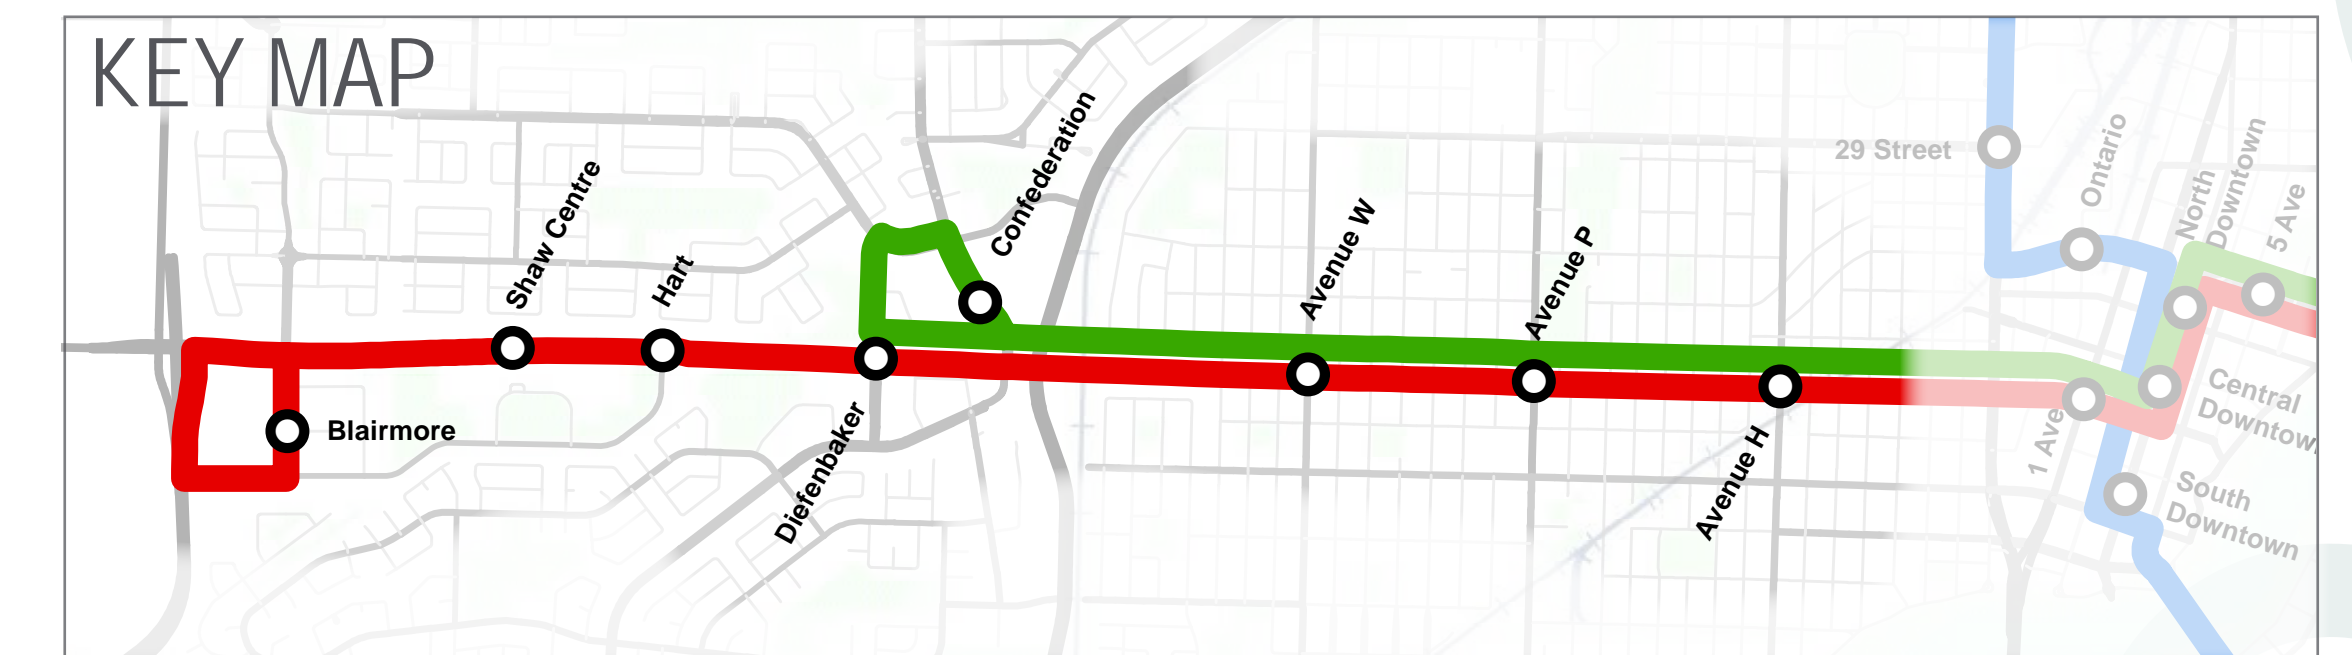 KEY MAP
Shaw Centre
Hart
Confederation
Avenue W
Avenue P
29 Street
Ontario
North
Downtown
5 Ave
Blairmore
Diefenbaker
Avenue H
1 Ave
Central
Downtown
South
Downtown